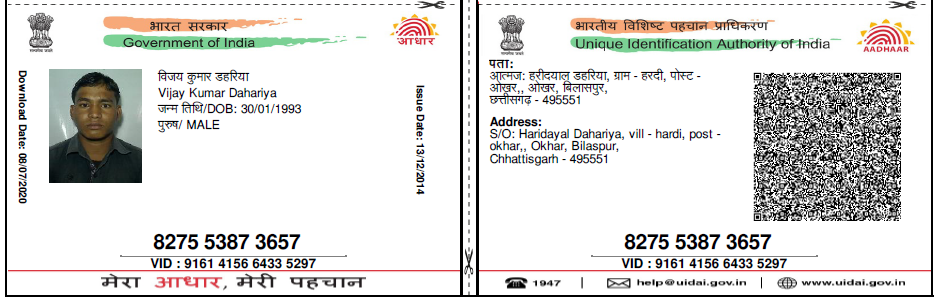 भारत सरकार
Government of India
आधार
Download Date: 08/07/2020
विजय कुमार डहरिया
Vijay Kumar Dahariya
जन्म तिथि/DOB: 30/01/1993
पुरुष/ MALE
Issue Date: 13/12/2014
8275 5387 3657
VID : 9161 4156 6433 5297
मेरा आधार, मेरी पहचान
भारतीय विशिष्ट पहचान प्राधिकरण
Unique Identification Authority of India
AADHAAR
पता:
आत्मज: हरीदयाल डहरिया, ग्राम - हरदी, पोस्ट -
ओखर,, ओखर, बिलासपुर,
छत्तीसगढ़ - 495551
Address:
S/O: Haridayal Dahariya, vill - hardi, post -
okhar,, Okhar, Bilaspur,
Chhattisgarh - 495551
8275 5387 3657
VID : 9161 4156 6433 5297
1947 | help@uidai.gov.in | www.uidai.gov.in